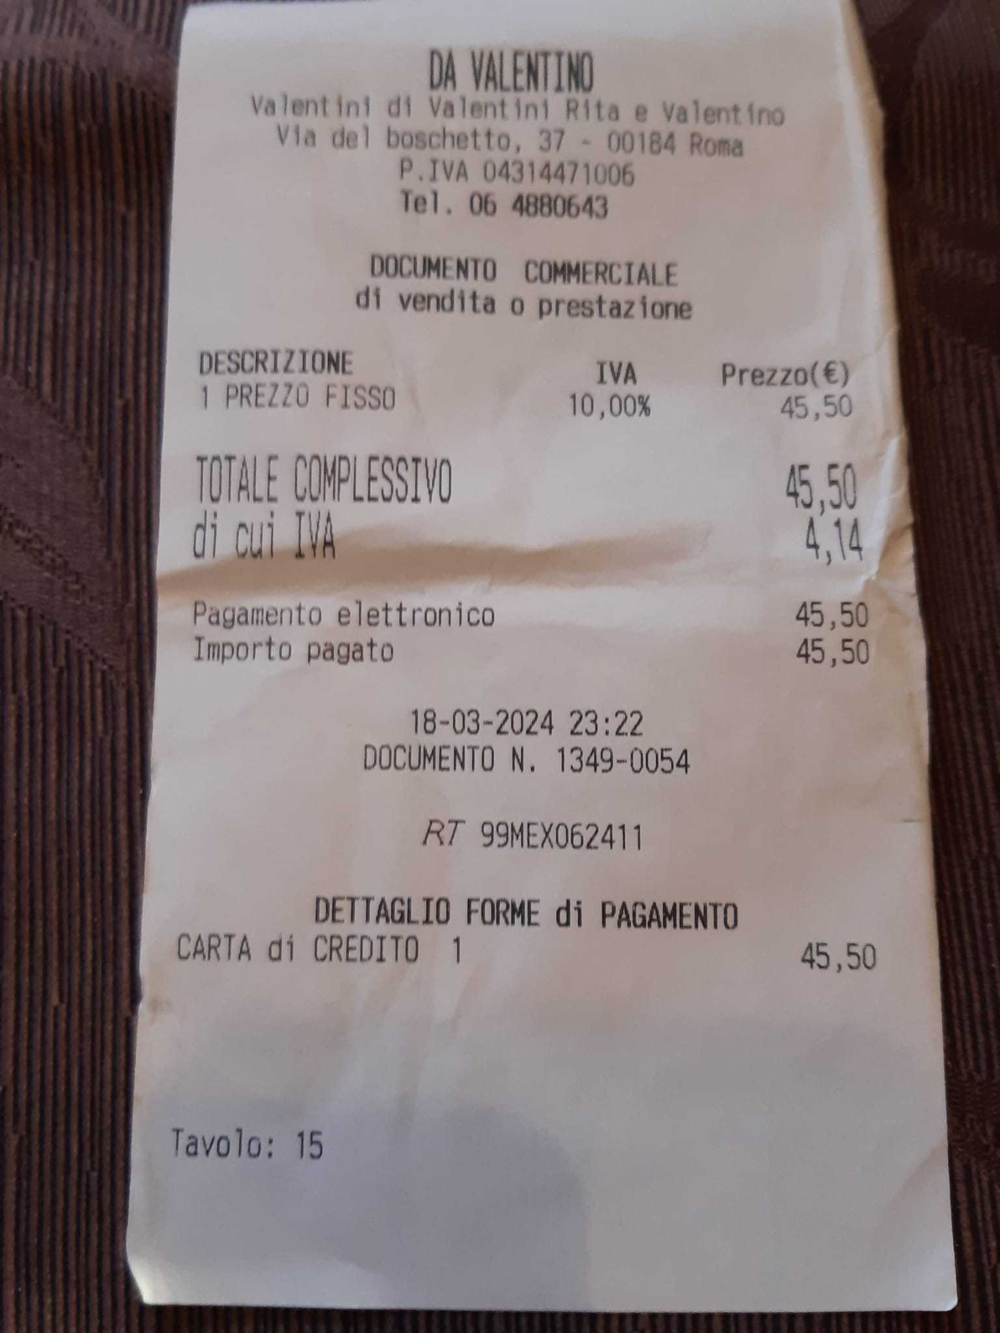 DA VALENTINO
Valentini di Valentini Rita e Valentino
Via del boschetto, 37 - 00184 Roma
P.IVA 04314471006
Tel. 06 4880643
DOCUMENTO COMMERCIALE
di vendita o prestazione
DESCRIZIONE IVA Prezzo(€)
1 PREZZO FISSO 10,00% 45,50
TOTALE COMPLESSIVO 45,50
di cui IVA 4,14
Pagamento elettronico 45,50
Importo pagato 45,50
18-03-2024 23:22
DOCUMENTO N. 1349-0054
RT 99MEX062411
DETTAGLIO FORME di PAGAMENTO
CARTA di CREDITO 1 45,50
Tavolo: 15